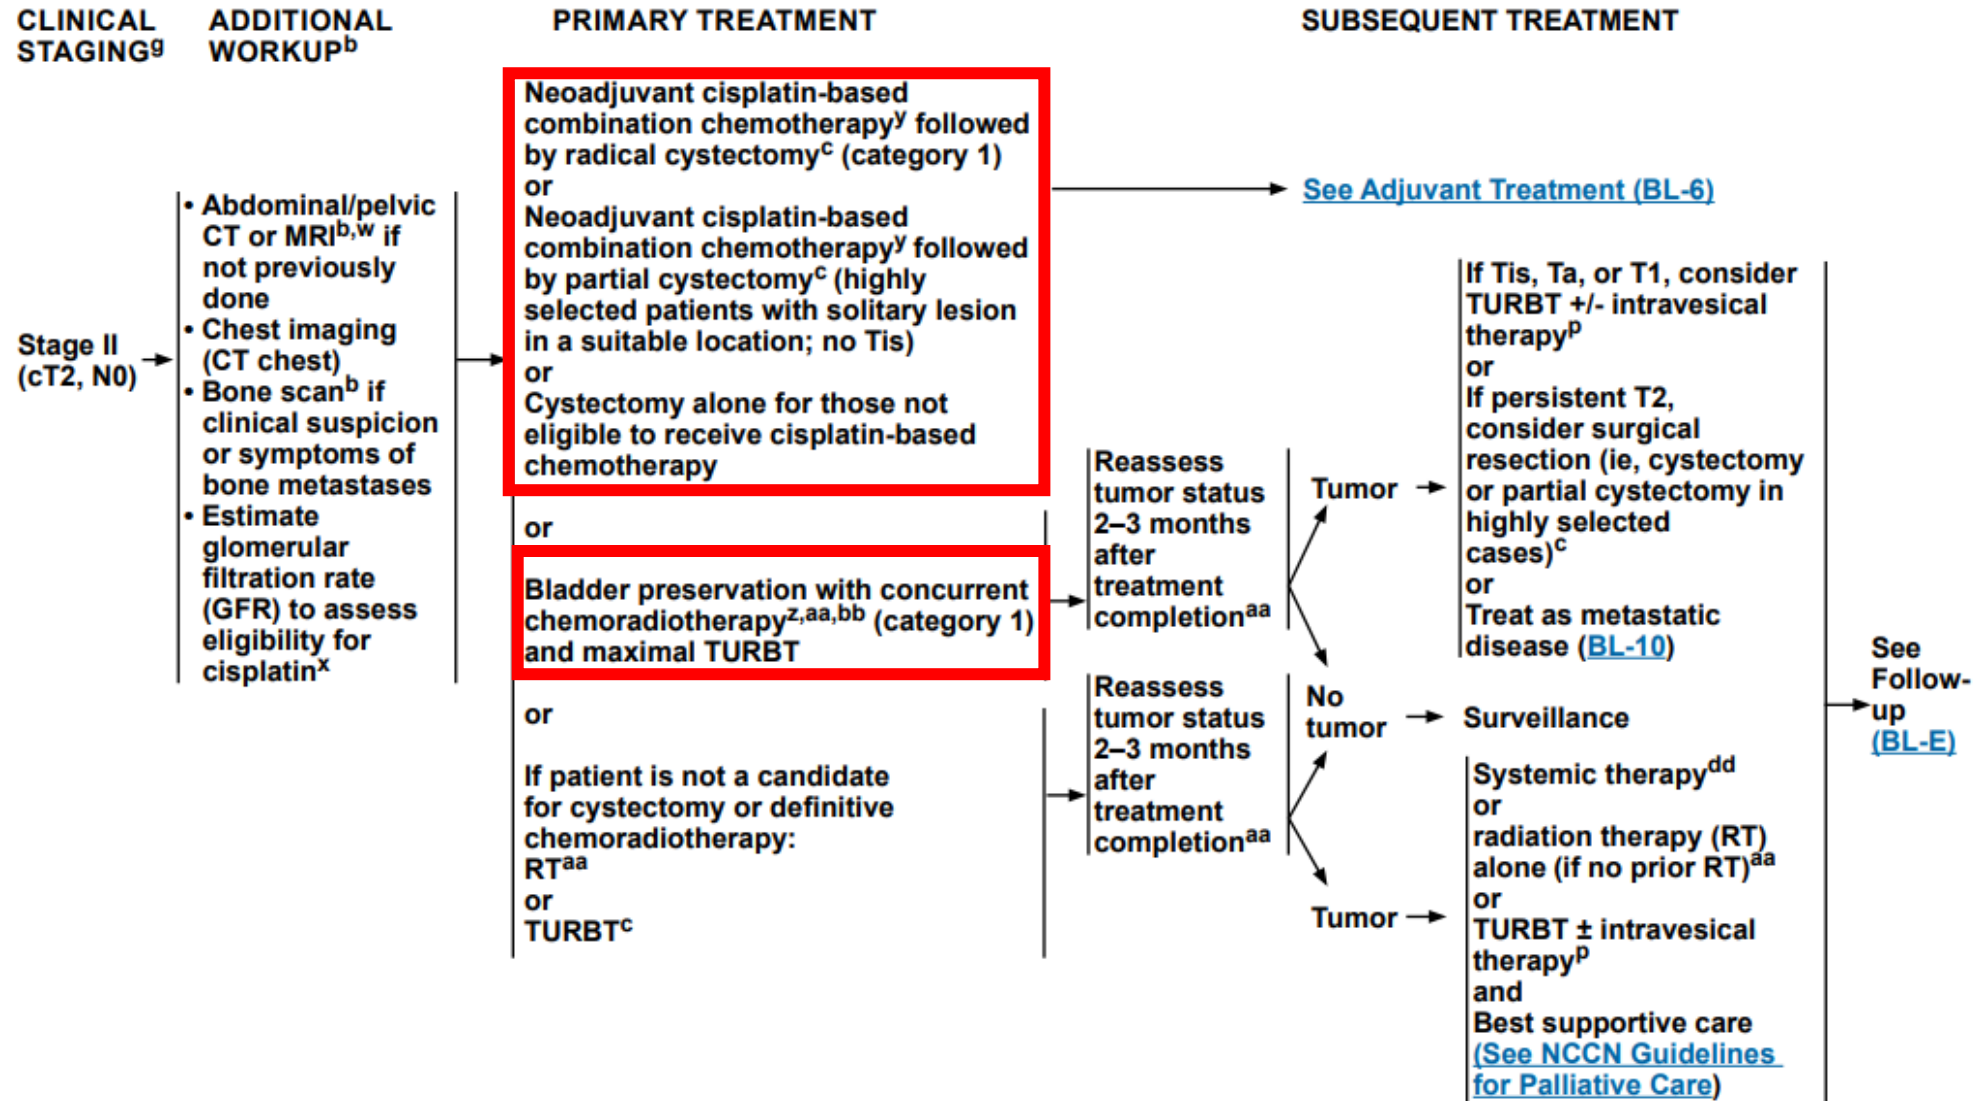 CLINICAL
STAGINGg
ADDITIONAL
WORKUPb
PRIMARY TREATMENT
SUBSEQUENT TREATMENT
Stage II
(cT2, N0)
• Abdominal/pelvic
CT or MRIb,w if
not previously
done
• Chest imaging
(CT chest)
• Bone scanb if
clinical suspicion
or symptoms of
bone metastases
• Estimate
glomerular
filtration rate
(GFR) to assess
eligibility for
cisplatinx
Neoadjuvant cisplatin-based
combination chemotherapyy followed
by radical cystectomyc (category 1)
or
Neoadjuvant cisplatin-based
combination chemotherapyy followed
by partial cystectomyc (highly
selected patients with solitary lesion
in a suitable location; no Tis)
or
Cystectomy alone for those not
eligible to receive cisplatin-based
chemotherapy
or
Bladder preservation with concurrent
chemoradiotherapyz,aa,bb (category 1)
and maximal TURBT
or
If patient is not a candidate
for cystectomy or definitive
chemoradiotherapy:
RTaa
or
TURBTc
See Adjuvant Treatment (BL-6)
Reassess
tumor status
2–3 months
after
treatment
completionaa
Reassess
tumor status
2–3 months
after
treatment
completionaa
Tumor
No
tumor
Tumor
If Tis, Ta, or T1, consider
TURBT +/- intravesical
therapyp
or
If persistent T2,
consider surgical
resection (ie, cystectomy
or partial cystectomy in
highly selected
cases)c
or
Treat as metastatic
disease (BL-10)
Surveillance
Systemic therapydd
or
radiation therapy (RT)
alone (if no prior RT)aa
or
TURBT ± intravesical
therapyp
and
Best supportive care
(See NCCN Guidelines
for Palliative Care)
See
Follow-
up
(BL-E)